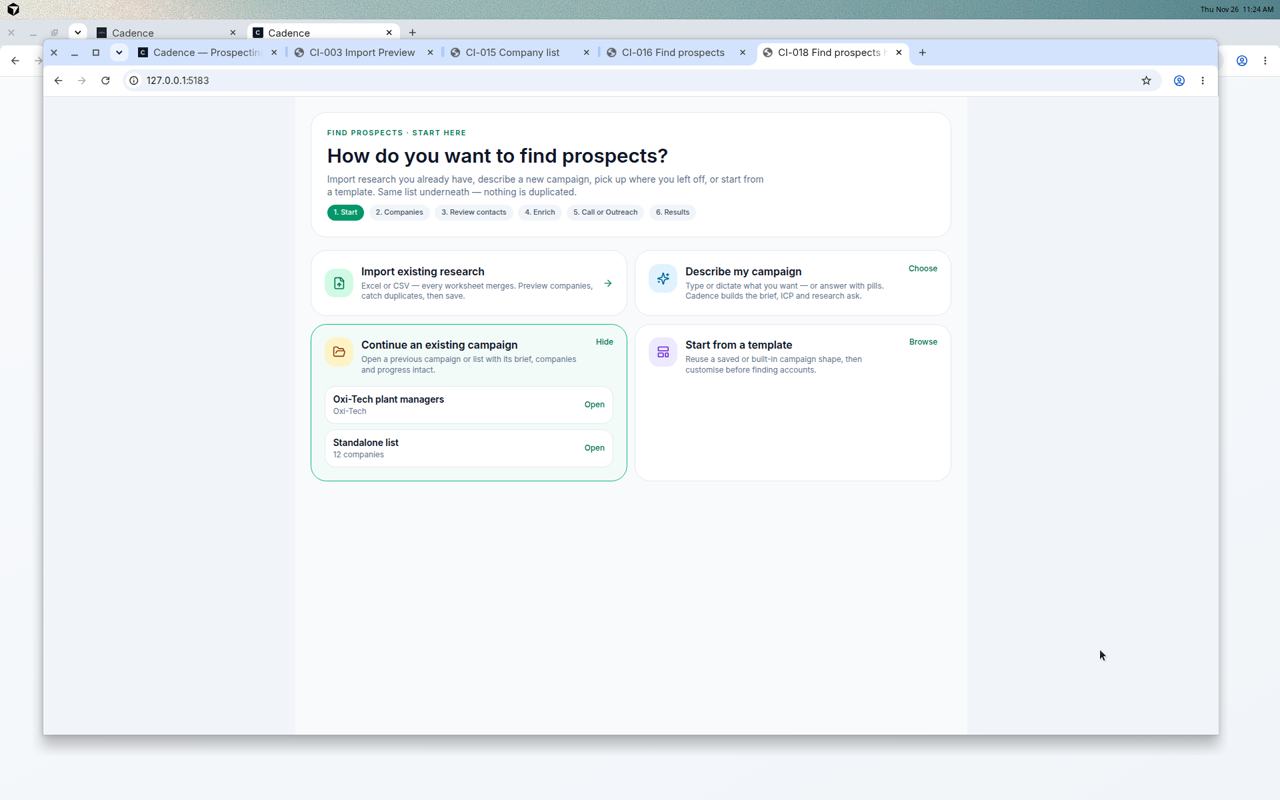 Thu Nov 26 11:24 AM
Cadence
Cadence
Cadence — Prospectin
CI-003 Import Preview
CI-015 Company list
CI-016 Find prospects
CI-018 Find prospects
127.0.0.1:5183
FIND PROSPECTS · START HERE
How do you want to find prospects?
Import research you already have, describe a new campaign, pick up where you left off, or start from
a template. Same list underneath — nothing is duplicated.
1. Start
2. Companies
3. Review contacts
4. Enrich
5. Call or Outreach
6. Results
Import existing research
Excel or CSV — every worksheet merges. Preview companies,
catch duplicates, then save.
Describe my campaign
Choose
Type or dictate what you want — or answer with pills.
Cadence builds the brief, ICP and research ask.
Continue an existing campaign
Hide
Open a previous campaign or list with its brief, companies
and progress intact.
Oxi-Tech plant managers
Oxi-Tech
Open
Standalone list
12 companies
Open
Start from a template
Browse
Reuse a saved or built-in campaign shape, then
customise before finding accounts.